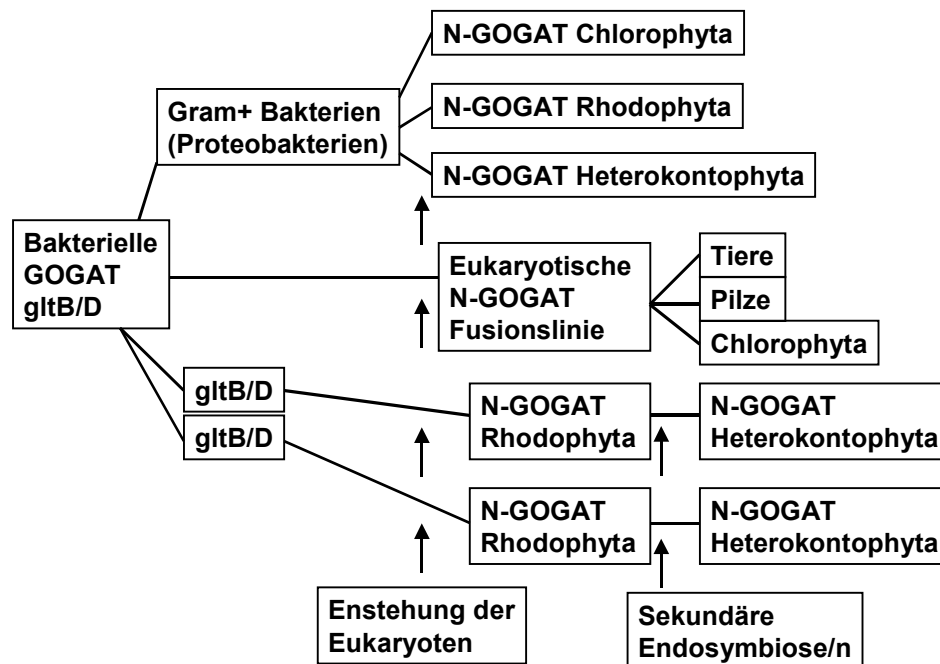 N-GOGAT Chlorophyta
Gram+ Bakterien
(Proteobakterien)
N-GOGAT Rhodophyta
N-GOGAT Heterokontophyta
Bakterielle
GOGAT
gltB/D
Eukaryotische
N-GOGAT
Fusionslinie
Tiere
Pilze
Chlorophyta
gltB/D
gltB/D
N-GOGAT
Rhodophyta
N-GOGAT
Heterokontophyta
N-GOGAT
Rhodophyta
N-GOGAT
Heterokontophyta
Enstehung der
Eukaryoten
Sekundäre
Endosymbiose/n